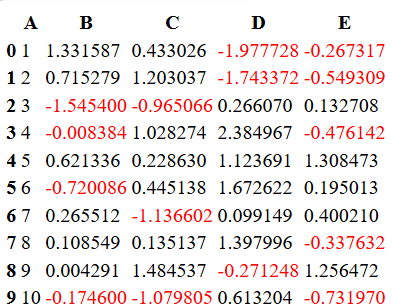 A B C D E
0 1 1.331587 0.433026 -1.977728 -0.267317
1 2 0.715279 1.203037 -1.743372 -0.549309
2 3 -1.545400 -0.965066 0.266070 0.132708
3 4 -0.008384 1.028274 2.384967 -0.476142
4 5 0.621336 0.228630 1.123691 1.308473
5 6 -0.720086 0.445138 1.672622 0.195013
6 7 0.265512 -1.136602 0.099149 0.400210
7 8 0.108549 0.135137 1.397996 -0.337632
8 9 0.004291 1.484537 -0.271248 1.256472
9 10 -0.174600 -1.079805 0.613204 -0.731970